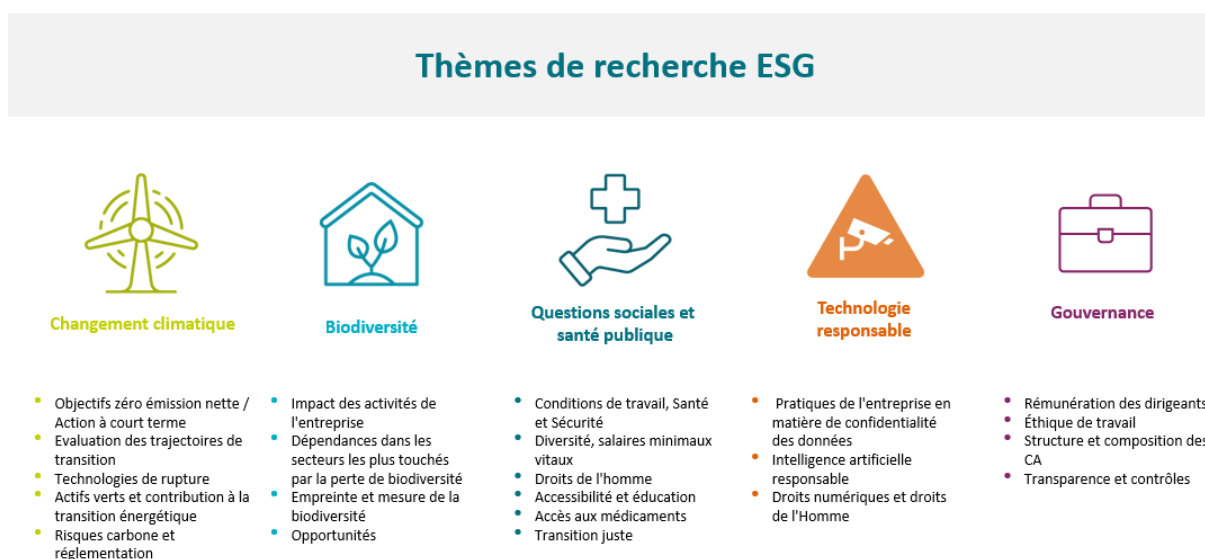 Thèmes de recherche ESG
Changement climatique
• Objectifs zéro émission nette /
Action à court terme
• Evaluation des trajectoires de
transition
• Technologies de rupture
• Actifs verts et contribution à la
transition énergétique
• Risques carbone et
réglementation
Biodiversité
• Impact des activités de
l'entreprise
• Dépendances dans les
secteurs les plus touchés
par la perte de biodiversité
• Empreinte et mesure de la
biodiversité
• Opportunités
Questions sociales et
santé publique
• Conditions de travail, Santé
et Sécurité
• Diversité, salaires minimaux
vitaux
• Droits de l'homme
• Accessibilité et éducation
• Accès aux médicaments
• Transition juste
Technologie
responsable
• Pratiques de l'entreprise en
matière de confidentialité
des données
• Intelligence artificielle
responsable
• Droits numériques et droits
de l'Homme
Gouvernance
• Rémunération des dirigeants
• Éthique de travail
• Structure et composition des
CA
• Transparence et contrôles